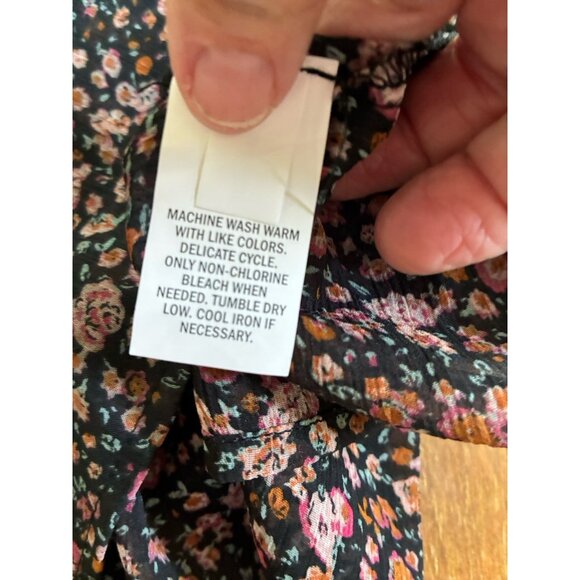 MACHINE WASH WARM
WITH LIKE COLORS.
DELICATE CYCLE.
ONLY NON-CHLORINE
BLEACH WHEN
NEEDED. TUMBLE DRY
LOW. COOL IRON IF
NECESSARY.